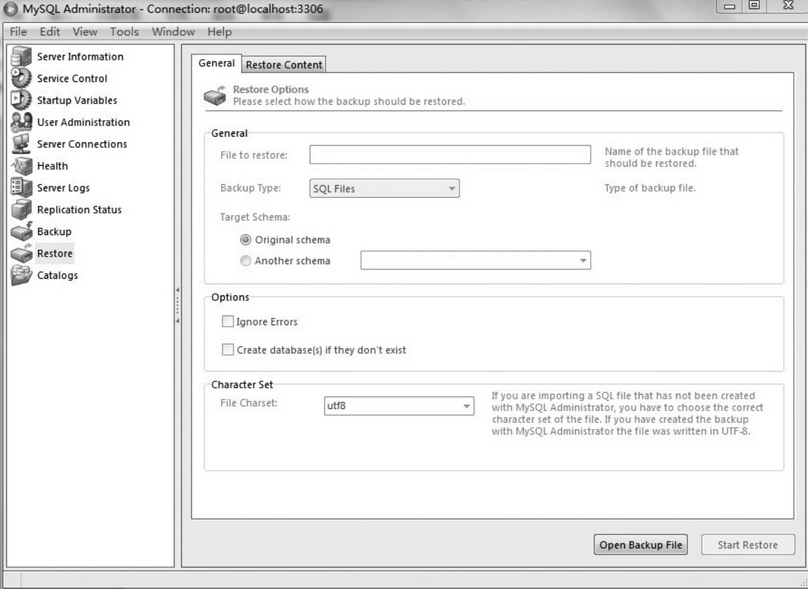 MySQL Administrator - Connection: root@localhost:3306
File Edit View Tools Window Help
Server Information
Service Control
Startup Variables
User Administration
Server Connections
Health
Server Logs
Replication Status
Backup
Restore
Catalogs
General Restore Content
Restore Options
Please select how the backup should be restored.
General
File to restore:
Name of the backup file that
should be restored.
Backup Type: SQL Files Type of backup file.
Target Schema:
Original schema
Another schema
Options
Ignore Errors
Create database(s) if they don't exist
Character Set
File Charset: utf8
If you are importing a SQL file that has not been created
with MySQL Administrator, you have to choose the correct
character set of the file. If you have created the backup
with MySQL Administrator the file was written in UTF-8.
Open Backup File Start Restore